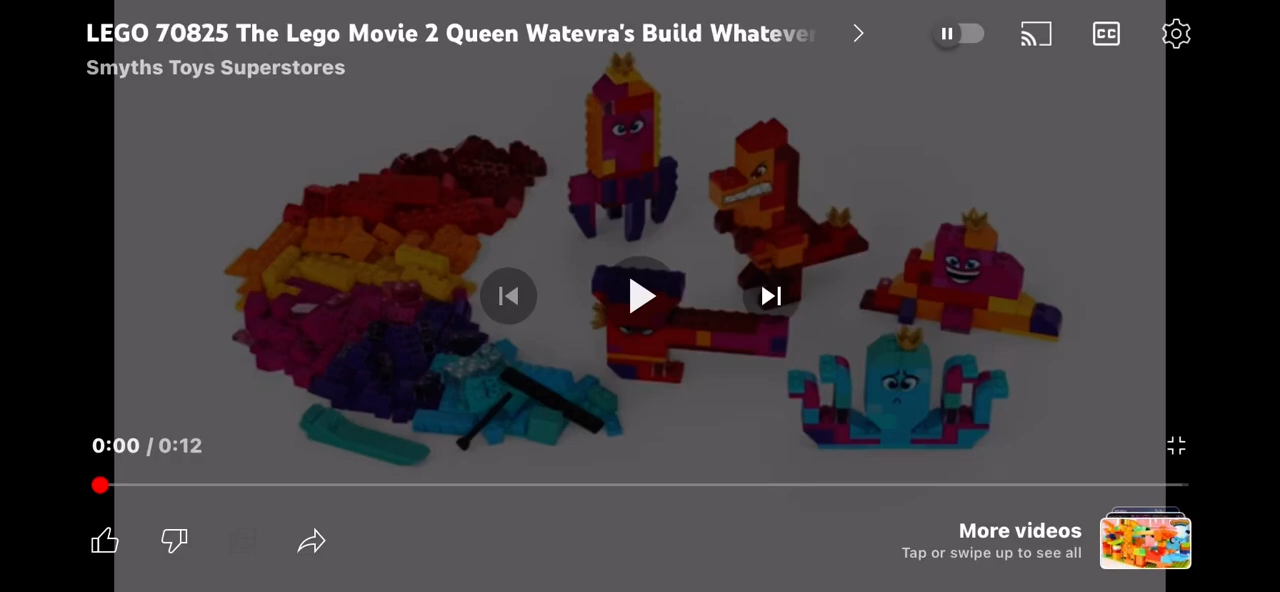 LEGO 70825 The Lego Movie 2 Queen Watevra's Build Whatever
Smyths Toys Superstores
CC
0:00 / 0:12
More videos
Tap or swipe up to see all